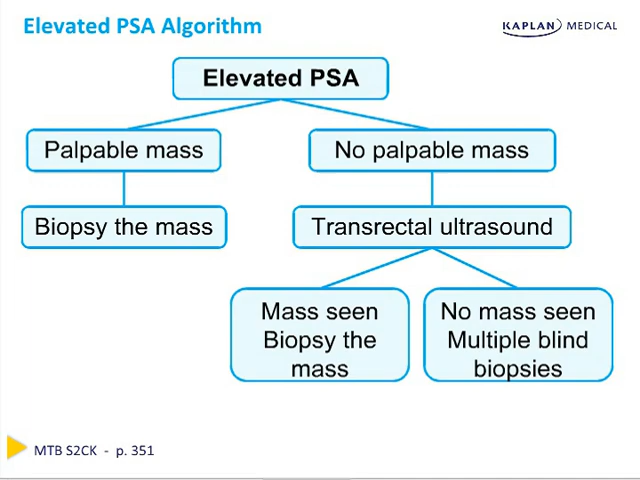 Elevated PSA Algorithm
KAPLAN MEDICAL
Elevated PSA
Palpable mass
No palpable mass
Biopsy the mass
Transrectal ultrasound
Mass seen
Biopsy the
mass
No mass seen
Multiple blind
biopsies
MTB S2CK - p. 351